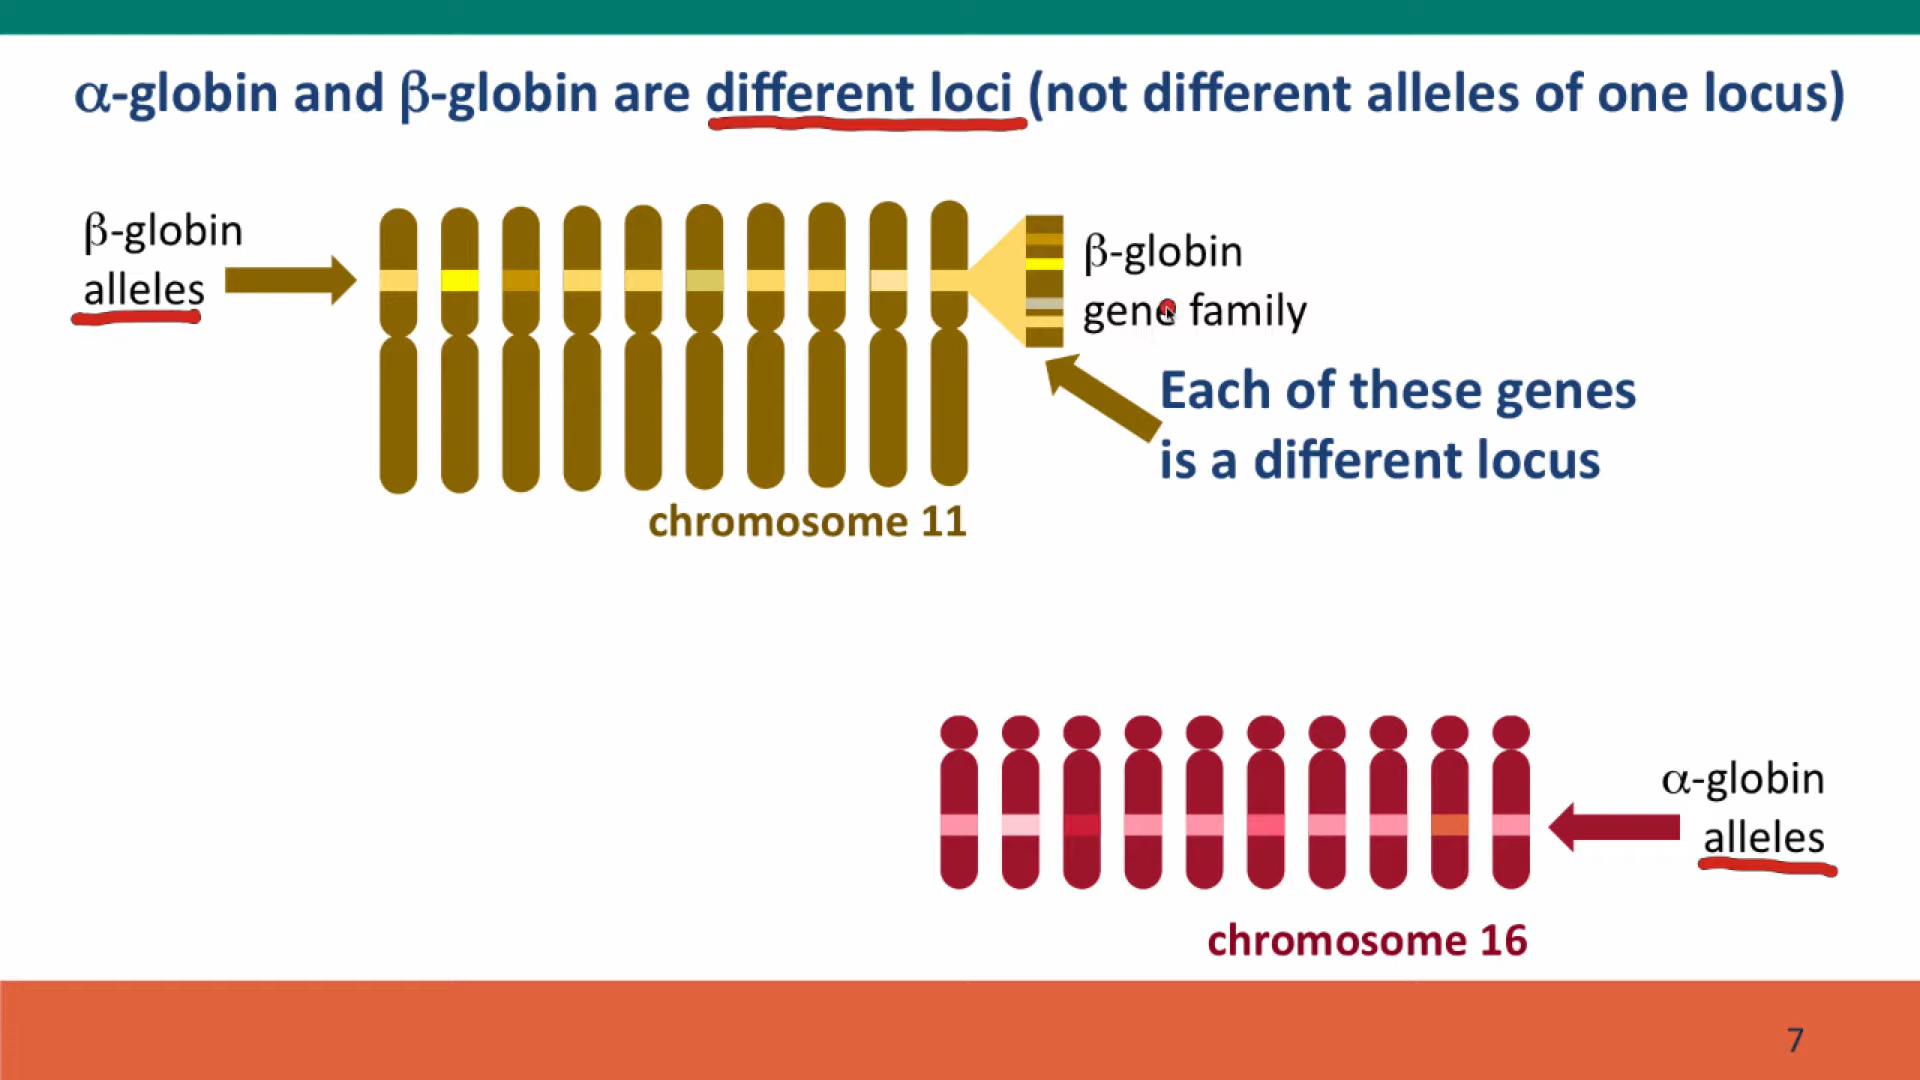 α-globin and β-globin are different loci (not different alleles of one locus)
β-globin
alleles
β-globin
gene family
Each of these genes
is a different locus
chromosome 11
α-globin
alleles
chromosome 16
7